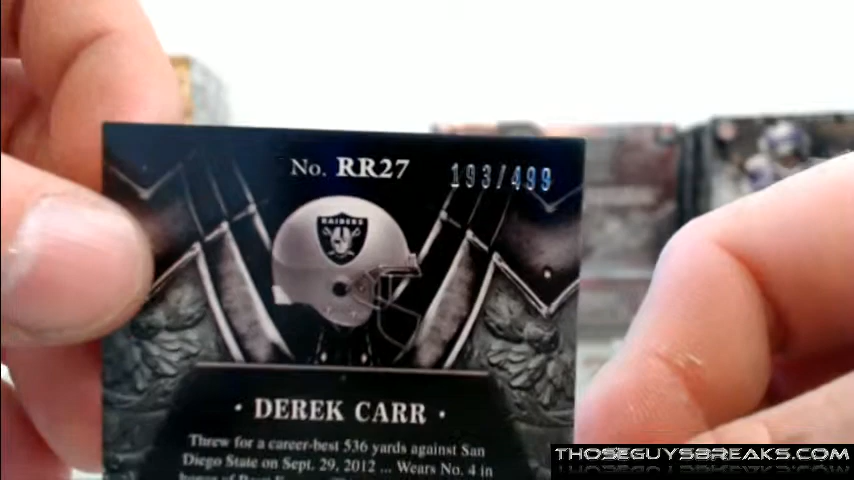 No. RR27 193/499
RAIDERS
· DEREK CARR ·
Threw for a career-best 536 yards against San
Diego State on Sept. 29, 2012 ... Wears No. 4 in
THOSEGUYSBREAKS.COM